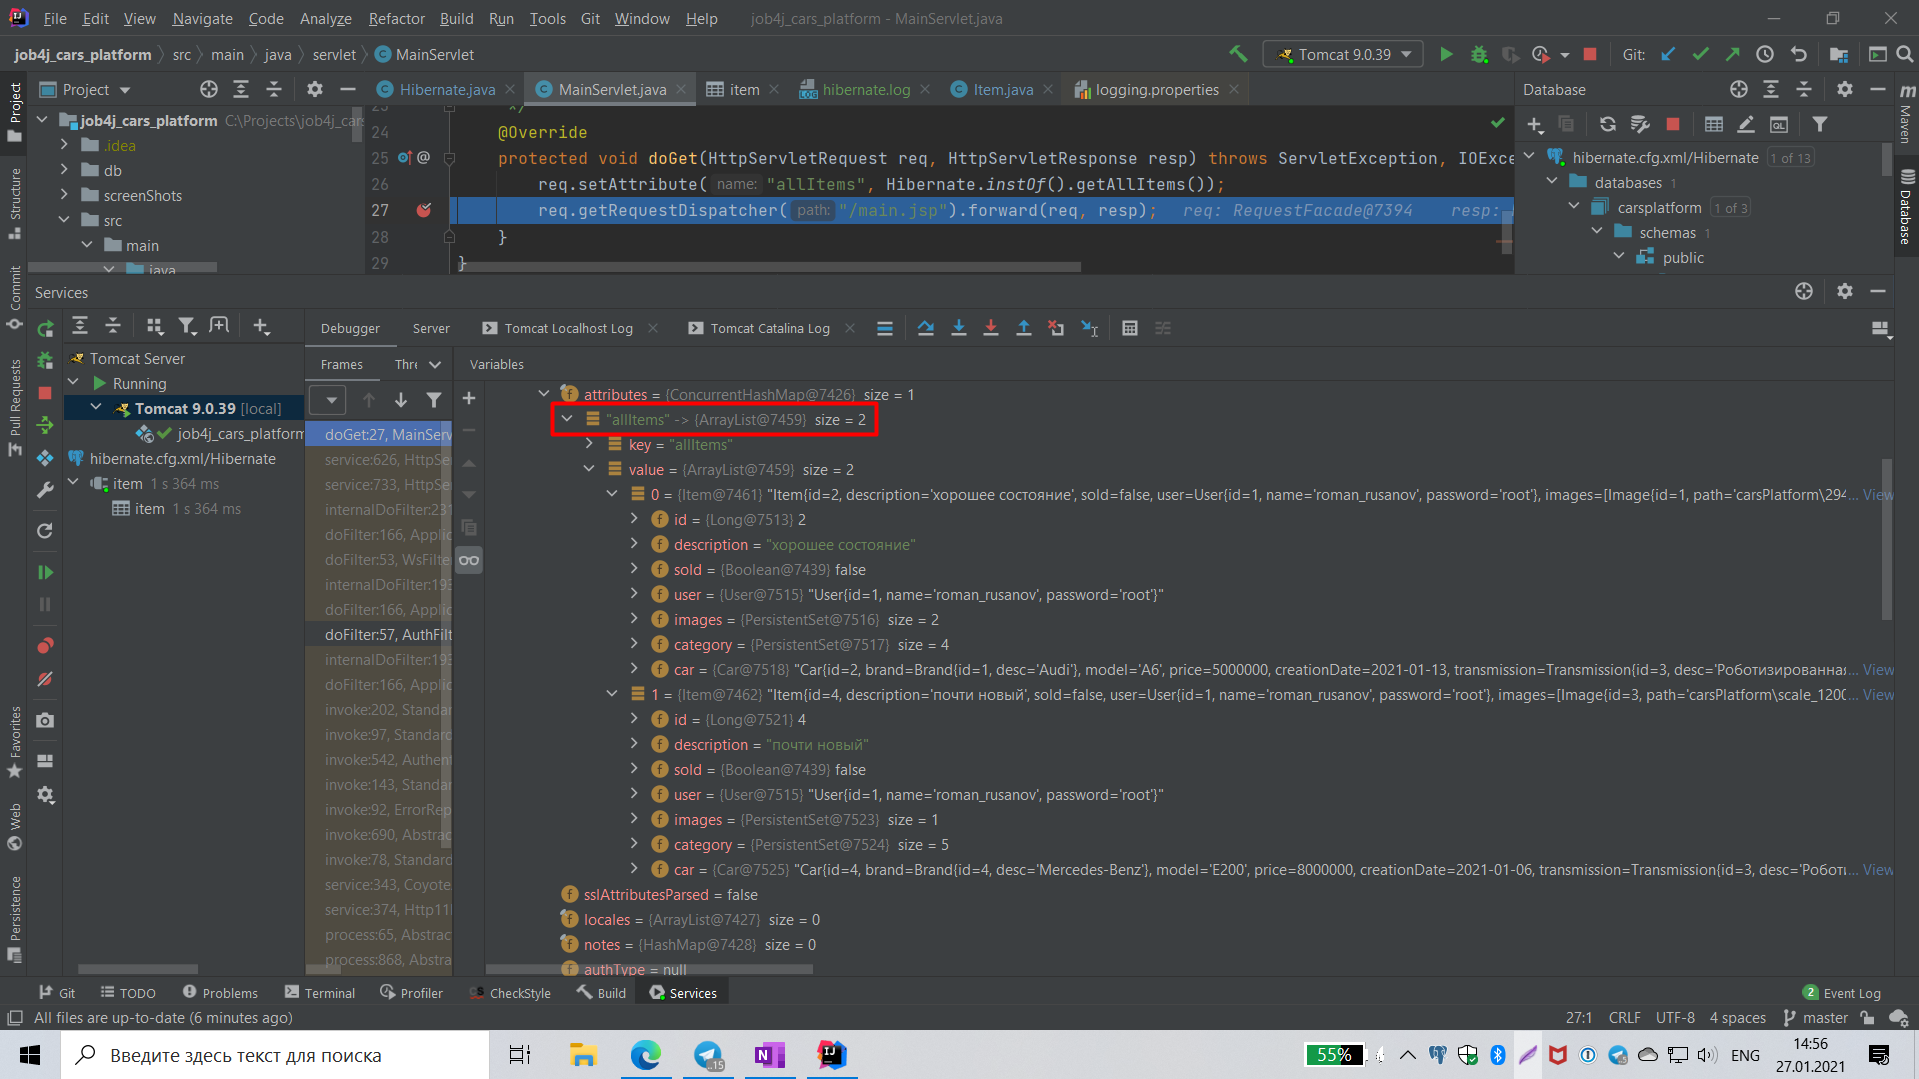 File Edit View Navigate Code Analyze Refactor Build Run Tools Git Window Help job4j_cars_platform - MainServlet.java
job4j_cars_platform src main java servlet MainServlet Tomcat 9.0.39 Git:
Project Hibernate.java MainServlet.java item hibernate.log Item.java logging.properties Database
job4j_cars_platform C:\Projects\job4j_cars
.idea
db
screenShots
src
main
java
24 @Override
25 @ protected void doGet(HttpServletRequest req, HttpServletResponse resp) throws ServletException, IOExce
26 req.setAttribute( name: "allItems", Hibernate.instOf().getAllItems());
27 req.getRequestDispatcher( path: "/main.jsp").forward(req, resp); req: RequestFacade@7394 resp:
28 }
29 }
hibernate.cfg.xml/Hibernate 1 of 13
databases 1
carsplatform 1 of 3
schemas 1
public
Project
Structure
Commit
Pull Requests
Favorites
Web
Persistence
Maven
Database
Services
Debugger Server Tomcat Localhost Log Tomcat Catalina Log
Tomcat Server
Running
Tomcat 9.0.39 [local]
job4j_cars_platform
hibernate.cfg.xml/Hibernate
item 1 s 364 ms
item 1 s 364 ms
Frames Thre Variables
doGet:27, MainServ
service:626, HttpSe
service:733, HttpSe
internalDoFilter:231
doFilter:166, Applic
doFilter:53, WsFilte
internalDoFilter:193
doFilter:166, Applic
doFilter:57, AuthFilt
internalDoFilter:193
doFilter:166, Applic
invoke:202, Standar
invoke:97, Standard
invoke:542, Authent
invoke:143, Standar
invoke:92, ErrorRep
invoke:690, Abstrac
invoke:78, Standard
service:343, Coyote
service:374, Http11
process:65, Abstrac
process:868, Abstra
attributes = {ConcurrentHashMap@7426} size = 1
"allItems" -> {ArrayList@7459} size = 2
key = "allItems"
value = {ArrayList@7459} size = 2
0 = {Item@7461} "Item{id=2, description='хорошее состояние', sold=false, user=User{id=1, name='roman_rusanov', password='root'}, images=[Image{id=1, path='carsPlatform\294... View
id = {Long@7513} 2
description = "хорошее состояние"
sold = {Boolean@7439} false
user = {User@7515} "User{id=1, name='roman_rusanov', password='root'}"
images = {PersistentSet@7516} size = 2
category = {PersistentSet@7517} size = 4
car = {Car@7518} "Car{id=2, brand=Brand{id=1, desc='Audi'}, model='A6', price=5000000, creationDate=2021-01-13, transmission=Transmission{id=3, desc='Роботизированная... View
1 = {Item@7462} "Item{id=4, description='почти новый', sold=false, user=User{id=1, name='roman_rusanov', password='root'}, images=[Image{id=3, path='carsPlatform\scale_120... View
id = {Long@7521} 4
description = "почти новый"
sold = {Boolean@7439} false
user = {User@7515} "User{id=1, name='roman_rusanov', password='root'}"
images = {PersistentSet@7523} size = 1
category = {PersistentSet@7524} size = 5
car = {Car@7525} "Car{id=4, brand=Brand{id=4, desc='Mercedes-Benz'}, model='E200', price=8000000, creationDate=2021-01-06, transmission=Transmission{id=3, desc='Роботи... View
sslAttributesParsed = false
locales = {ArrayList@7427} size = 0
notes = {HashMap@7428} size = 0
authType = null
Git TODO Problems Terminal Profiler CheckStyle Build Services 2 Event Log
All files are up-to-date (6 minutes ago) 27:1 CRLF UTF-8 4 spaces master
Введите здесь текст для поиска 55% ENG 14:56
27.01.2021